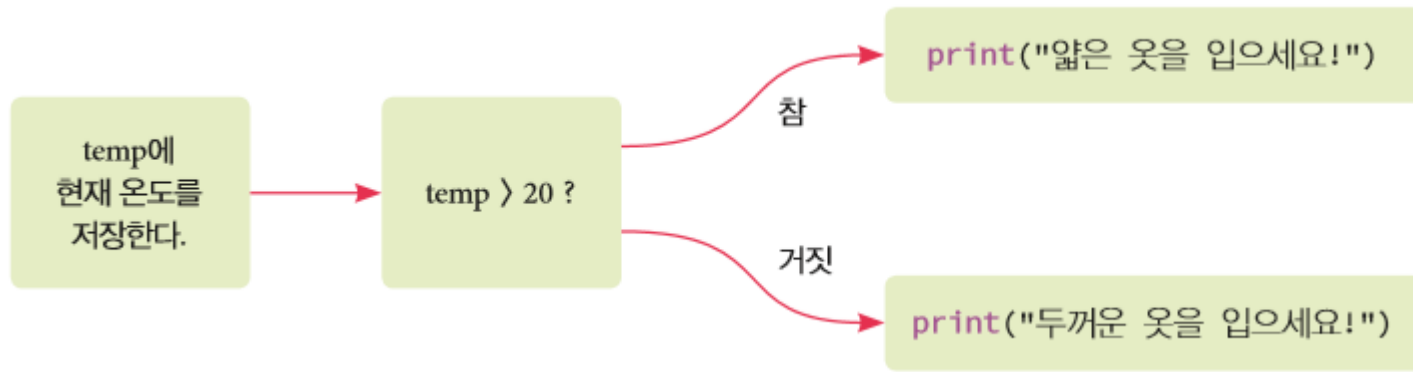 temp에
현재 온도를
저장한다.
temp > 20 ?
참
print("얇은 옷을 입으세요!")
거짓
print("두꺼운 옷을 입으세요!")